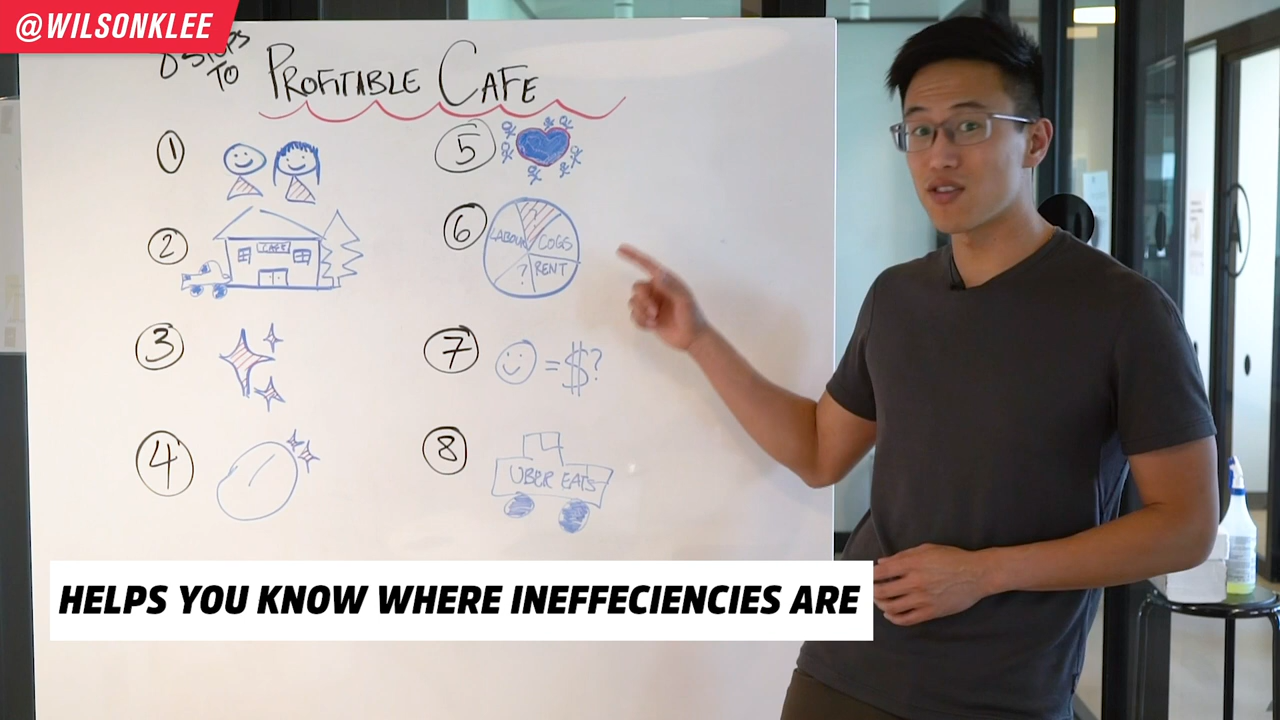 @WILSONKLEE
8 STEPS
TO
PROFITABLE CAFE
1
2
CAFE
3
4
5
6
LABOUR
COGS
?
RENT
7
= $?
8
UBER EATS
HELPS YOU KNOW WHERE INEFFECIENCIES ARE